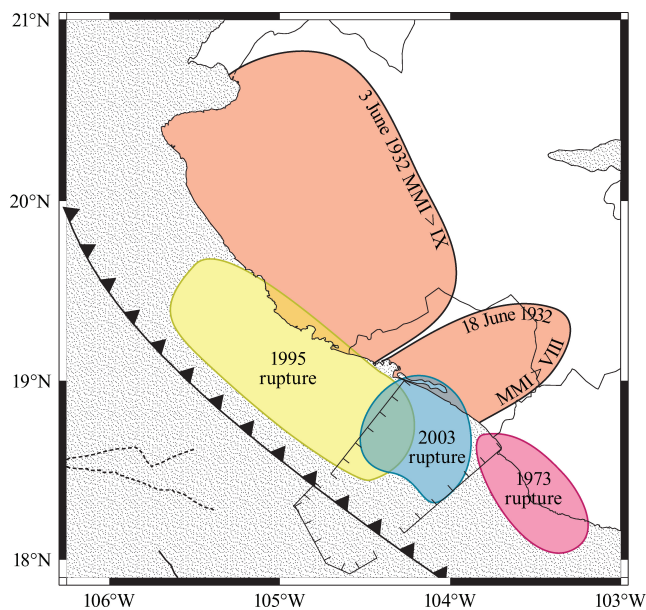 21°N
3 June 1932 MMI > IX
20°N
18 June 1932
MMI > VIII
1995
rupture
19°N
2003
rupture
1973
rupture
18°N
106°W
105°W
104°W
103°W